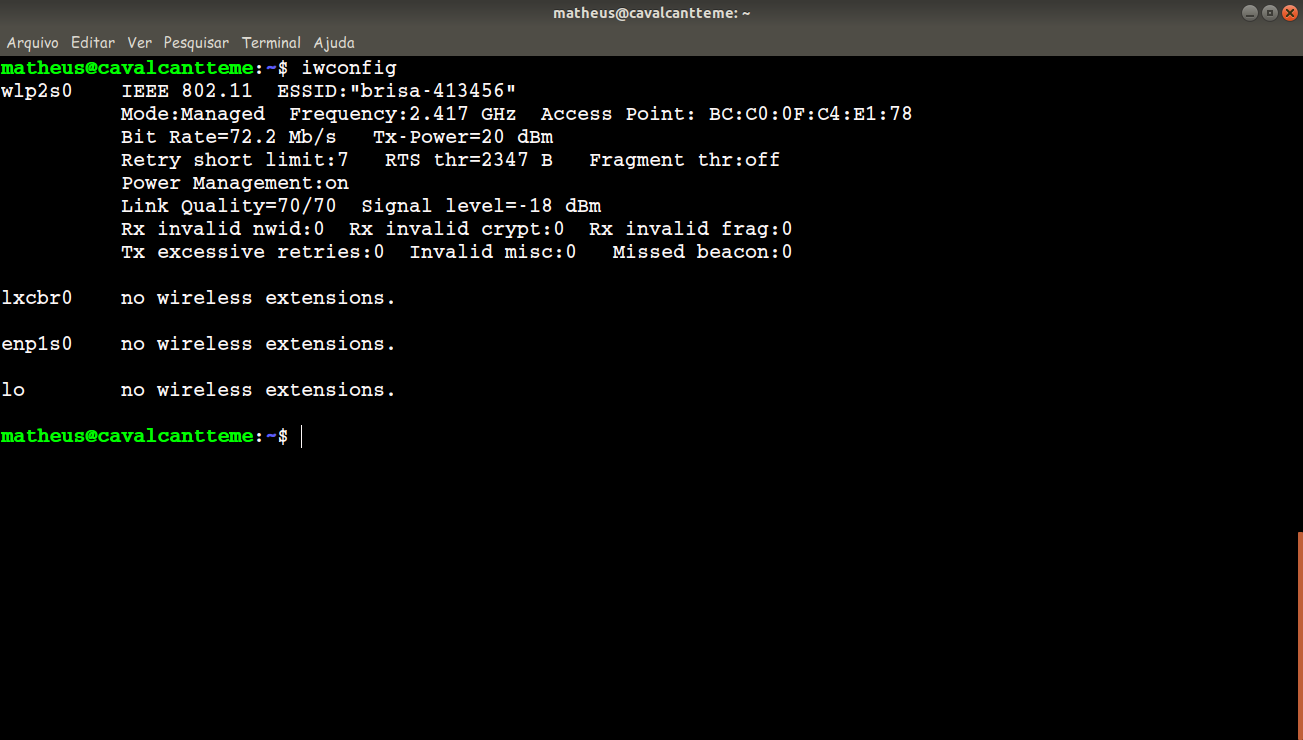 matheus@cavalcantteme: ~
Arquivo Editar Ver Pesquisar Terminal Ajuda
matheus@cavalcantteme:~$ iwconfig
wlp2s0    IEEE 802.11  ESSID:"brisa-413456"
          Mode:Managed  Frequency:2.417 GHz  Access Point: BC:C0:0F:C4:E1:78
          Bit Rate=72.2 Mb/s   Tx-Power=20 dBm
          Retry short limit:7   RTS thr=2347 B   Fragment thr:off
          Power Management:on
          Link Quality=70/70  Signal level=-18 dBm
          Rx invalid nwid:0  Rx invalid crypt:0  Rx invalid frag:0
          Tx excessive retries:0  Invalid misc:0   Missed beacon:0
lxcbr0    no wireless extensions.
enp1s0    no wireless extensions.
lo        no wireless extensions.
matheus@cavalcantteme:~$